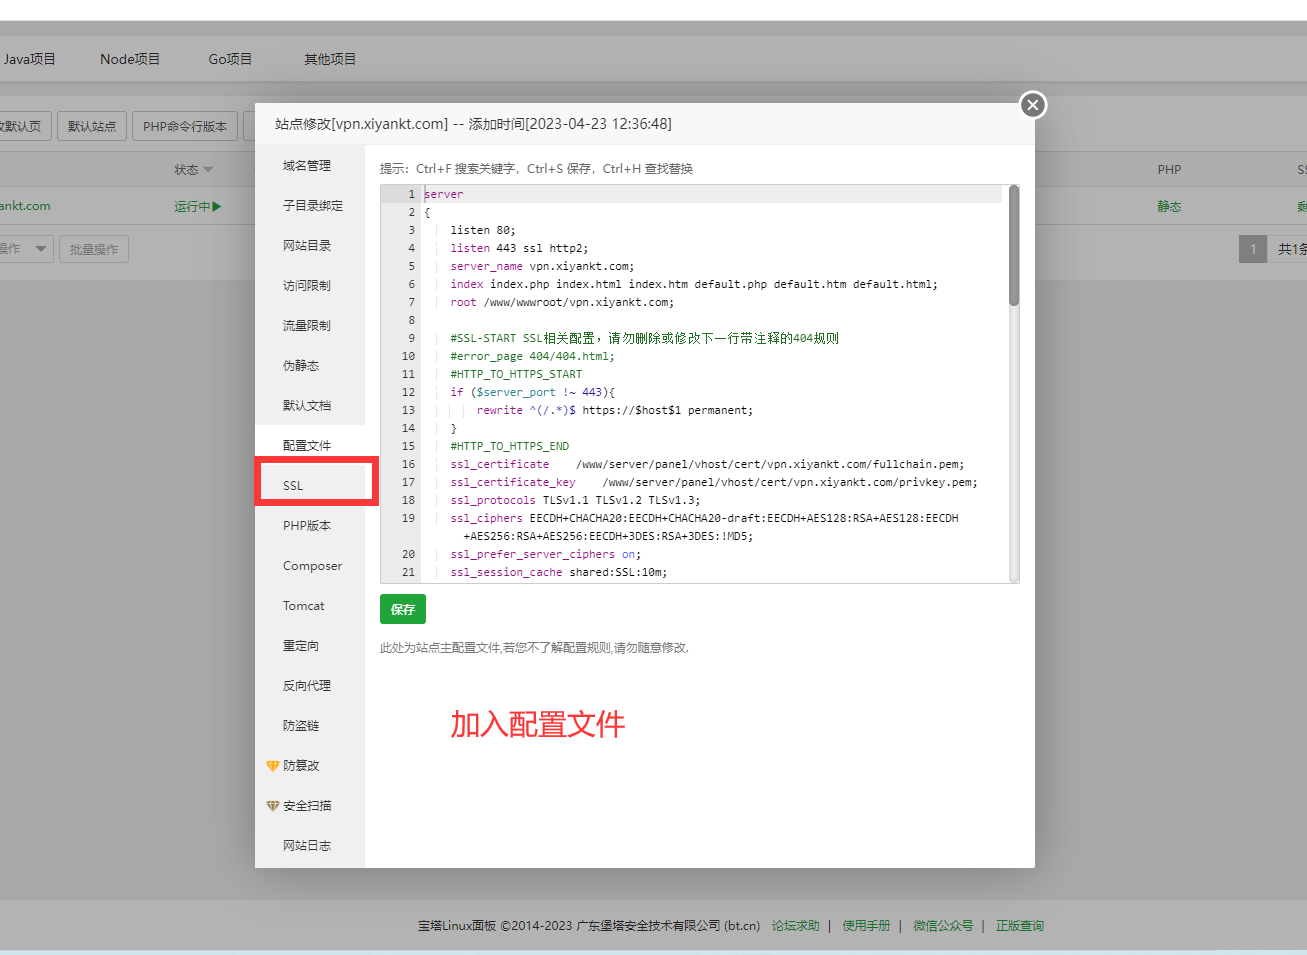 Java项目 Node项目 Go项目 其他项目
改默认页 默认站点 PHP命令行版本
站点修改[vpn.xiyankt.com] -- 添加时间[2023-04-23 12:36:48]
状态 PHP
ankt.com 运行中 静态
操作 批量操作 1 共1条
域名管理
子目录绑定
网站目录
访问限制
流量限制
伪静态
默认文档
配置文件
SSL
PHP版本
Composer
Tomcat
重定向
反向代理
防盗链
防篡改
安全扫描
网站日志
提示：Ctrl+F 搜索关键字，Ctrl+S 保存，Ctrl+H 查找替换
1 server
2 {
3 listen 80;
4 listen 443 ssl http2;
5 server_name vpn.xiyankt.com;
6 index index.php index.html index.htm default.php default.htm default.html;
7 root /www/wwwroot/vpn.xiyankt.com;
8
9 #SSL-START SSL相关配置，请勿删除或修改下一行带注释的404规则
10 #error_page 404/404.html;
11 #HTTP_TO_HTTPS_START
12 if ($server_port !~ 443){
13 rewrite ^(/.*)$ https://$host$1 permanent;
14 }
15 #HTTP_TO_HTTPS_END
16 ssl_certificate /www/server/panel/vhost/cert/vpn.xiyankt.com/fullchain.pem;
17 ssl_certificate_key /www/server/panel/vhost/cert/vpn.xiyankt.com/privkey.pem;
18 ssl_protocols TLSv1.1 TLSv1.2 TLSv1.3;
19 ssl_ciphers EECDH+CHACHA20:EECDH+CHACHA20-draft:EECDH+AES128:RSA+AES128:EECDH
+AES256:RSA+AES256:EECDH+3DES:RSA+3DES:!MD5;
20 ssl_prefer_server_ciphers on;
21 ssl_session_cache shared:SSL:10m;
保存
此处为站点主配置文件,若您不了解配置规则,请勿随意修改.
加入配置文件
宝塔Linux面板 ©2014-2023 广东堡塔安全技术有限公司 (bt.cn) 论坛求助 | 使用手册 | 微信公众号 | 正版查询